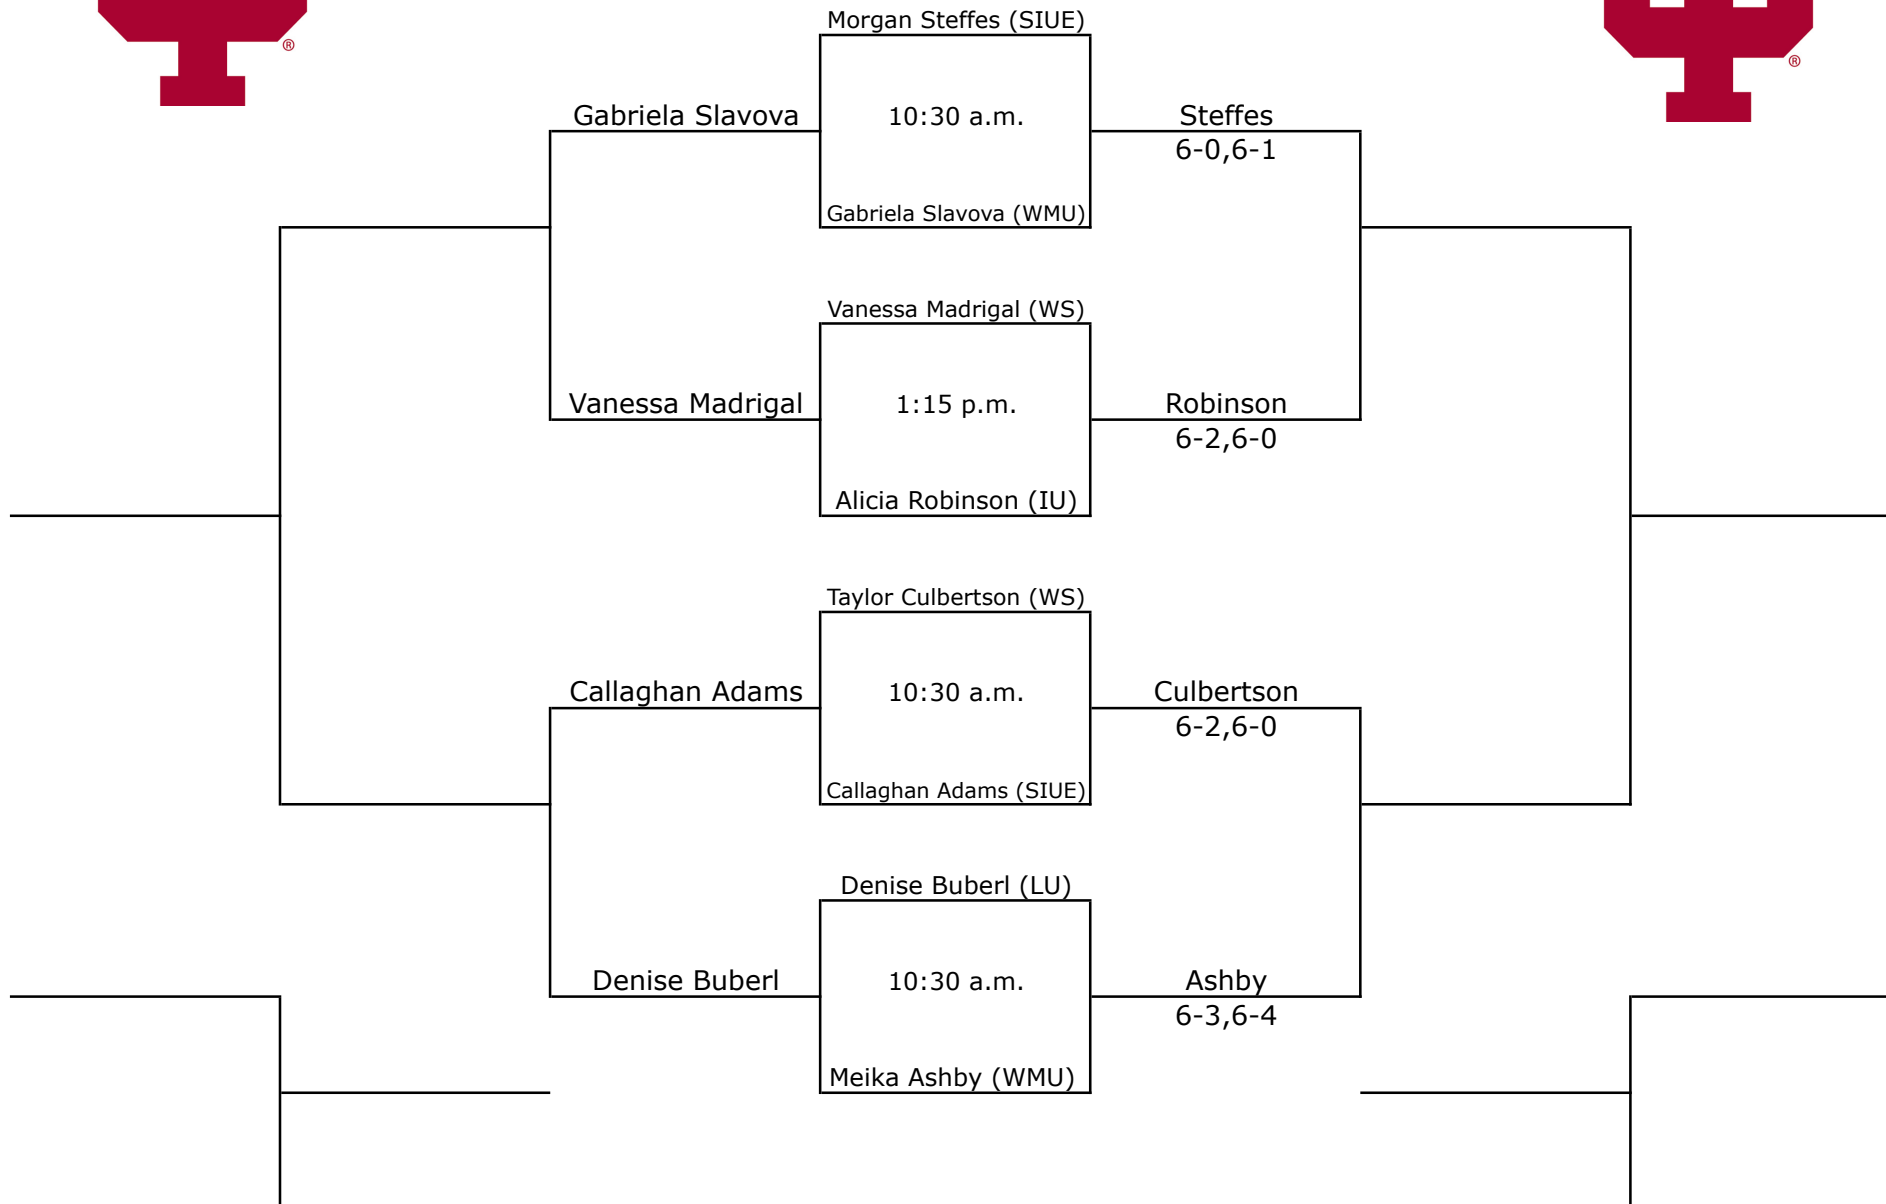 Morgan Steffes (SIUE)
®
®
Gabriela Slavova
10:30 a.m.
Steffes
6-0,6-1
Gabriela Slavova (WMU)
Vanessa Madrigal (WS)
Vanessa Madrigal
1:15 p.m.
Robinson
6-2,6-0
Alicia Robinson (IU)
Taylor Culbertson (WS)
Callaghan Adams
10:30 a.m.
Culbertson
6-2,6-0
Callaghan Adams (SIUE)
Denise Buberl (LU)
Denise Buberl
10:30 a.m.
Ashby
6-3,6-4
Meika Ashby (WMU)